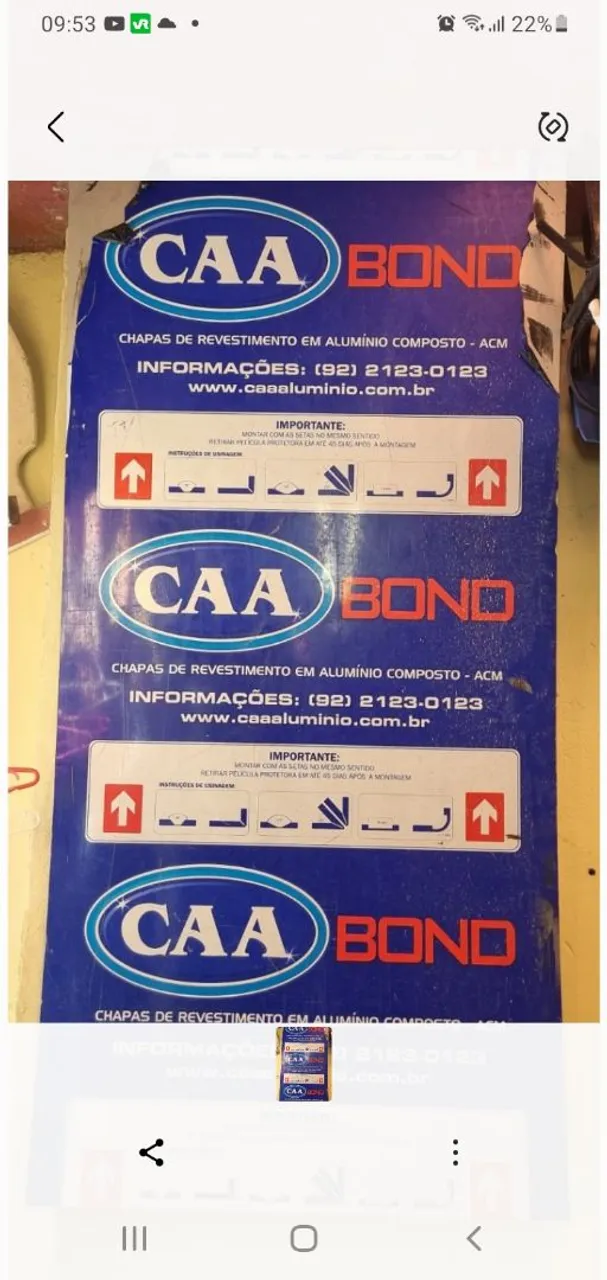 09:53
22%
CAA BOND
CHAPAS DE REVESTIMENTO EM ALUMÍNIO COMPOSTO - ACM
INFORMAÇÕES: (92) 2123-0123
www.caaaluminio.com.br
IMPORTANTE:
MONTAR COM AS SETAS NO MESMO SENTIDO
RETIRAR PELÍCULA PROTETORA EM ATÉ 45 DIAS APÓS A MONTAGEM
INSTRUÇÕES DE USINAGEM
CAA BOND
CHAPAS DE REVESTIMENTO EM ALUMÍNIO COMPOSTO - ACM
INFORMAÇÕES: (92) 2123-0123
www.caaaluminio.com.br
IMPORTANTE:
MONTAR COM AS SETAS NO MESMO SENTIDO
RETIRAR PELÍCULA PROTETORA EM ATÉ 45 DIAS APÓS A MONTAGEM
INSTRUÇÕES DE USINAGEM
CAA BOND
CHAPAS DE REVESTIMENTO EM ALUMÍNIO COMPOSTO - ACM